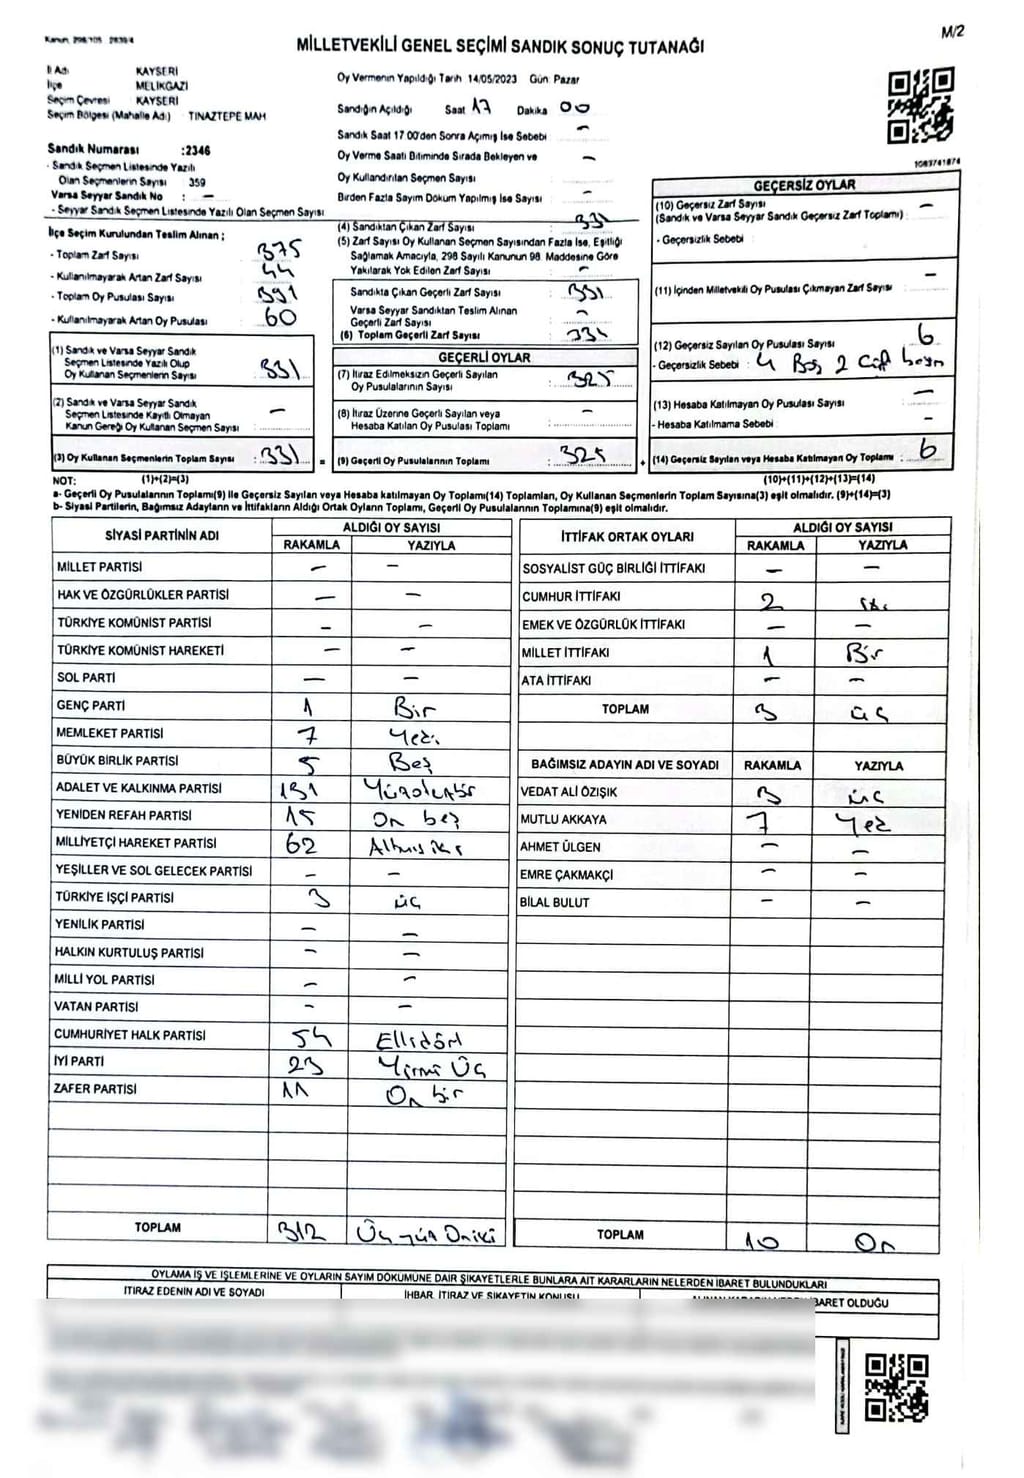 Kanun 298/105 2839/4
M/2
MİLLETVEKİLİ GENEL SEÇİMİ SANDIK SONUÇ TUTANAĞI
İl Adı KAYSERİ
İlçe MELİKGAZİ
Seçim Çevresi KAYSERİ
Seçim Bölgesi (Mahalle Adı) TINAZTEPE MAH
Sandık Numarası :2346
- Sandık Seçmen Listesinde Yazılı
Olan Seçmenlerin Sayısı 359
Varsa Seyyar Sandık No : –
- Seyyar Sandık Seçmen Listesinde Yazılı Olan Seçmen Sayısı
İlçe Seçim Kurulundan Teslim Alınan ;
- Toplam Zarf Sayısı 375
- Kullanılmayarak Artan Zarf Sayısı 44
- Toplam Oy Pusulası Sayısı 391
- Kullanılmayarak Artan Oy Pusulası 60
Oy Vermenin Yapıldığı Tarih 14/05/2023 Gün Pazar
Sandığın Açıldığı Saat 17 Dakika 00
Sandık Saat 17 00'den Sonra Açımış İse Sebebi –
Oy Verme Saati Bitiminde Sırada Bekleyen ve –
Oy Kullandırılan Seçmen Sayısı
Birden Fazla Sayım Döküm Yapılmış İse Sayısı –
(4) Sandıktan Çıkan Zarf Sayısı 331
(5) Zarf Sayısı Oy Kullanan Seçmen Sayısından Fazla İse, Eşitliği
Sağlamak Amacıyla, 298 Sayılı Kanunun 98. Maddesine Göre
Yakılarak Yok Edilen Zarf Sayısı : –
Sandıkta Çıkan Geçerli Zarf Sayısı 331
Varsa Seyyar Sandıktan Teslim Alınan
Geçerli Zarf Sayısı –
(6) Toplam Geçerli Zarf Sayısı 331
1083741874
GEÇERSİZ OYLAR
(10) Geçersiz Zarf Sayısı –
(Sandık ve Varsa Seyyar Sandık Geçersiz Zarf Toplamı) :
- Geçersizlik Sebebi :
(11) İçinden Milletvekili Oy Pusulası Çıkmayan Zarf Sayısı –
(12) Geçersiz Sayılan Oy Pusulası Sayısı 6
- Geçersizlik Sebebi : 4 Boş 2 Çift
(13) Hesaba Katılmayan Oy Pusulası Sayısı –
- Hesaba Katılmama Sebebi –
(14) Geçersiz Sayılan veya Hesaba Katılmayan Oy Toplamı : 6
(1) Sandık ve Varsa Seyyar Sandık
Seçmen Listesinde Yazılı Olup
Oy Kullanan Seçmenlerin Sayısı 331
(2) Sandık ve Varsa Seyyar Sandık
Seçmen Listesinde Kayıtlı Olmayan
Kanun Gereği Oy Kullanan Seçmen Sayısı –
(3) Oy Kullanan Seçmenlerin Toplam Sayısı : 331 =
GEÇERLİ OYLAR
(7) İtiraz Edilmeksizin Geçerli Sayılan
Oy Pusulalarının Sayısı 325
(8) İtiraz Üzerine Geçerli Sayılan veya
Hesaba Katılan Oy Pusulası Toplamı –
(9) Geçerli Oy Pusulalarının Toplamı : 325 +
NOT: (1)+(2)=(3) (10)+(11)+(12)+(13)=(14)
a- Geçerli Oy Pusulalarının Toplamı(9) ile Geçersiz Sayılan veya Hesaba katılmayan Oy Toplamı(14) Toplamları, Oy Kullanan Seçmenlerin Toplam Sayısına(3) eşit olmalıdır. (9)+(14)=(3)
b- Siyasi Partilerin, Bağımsız Adayların ve İttifakların Aldığı Ortak Oyların Toplamı, Geçerli Oy Pusulalarının Toplamına(9) eşit olmalıdır.
SİYASİ PARTİNİN ADI ALDIĞI OY SAYISI
RAKAMLA YAZIYLA
MİLLET PARTİSİ – –
HAK VE ÖZGÜRLÜKLER PARTİSİ – –
TÜRKİYE KOMÜNİST PARTİSİ – –
TÜRKİYE KOMÜNİST HAREKETİ – –
SOL PARTİ – –
GENÇ PARTİ 1 Bir
MEMLEKET PARTİSİ 7 Yedi
BÜYÜK BİRLİK PARTİSİ 5 Beş
ADALET VE KALKINMA PARTİSİ 131 Yüzotuzbir
YENİDEN REFAH PARTİSİ 15 On beş
MİLLİYETÇİ HAREKET PARTİSİ 62 Altmış iki
YEŞİLLER VE SOL GELECEK PARTİSİ – –
TÜRKİYE İŞÇİ PARTİSİ 3 üç
YENİLİK PARTİSİ – –
HALKIN KURTULUŞ PARTİSİ – –
MİLLİ YOL PARTİSİ – –
VATAN PARTİSİ – –
CUMHURİYET HALK PARTİSİ 54 Ellidört
İYİ PARTİ 23 Yirmi Üç
ZAFER PARTİSİ 11 On bir
TOPLAM 312 Üçyüz Oniki
İTTİFAK ORTAK OYLARI ALDIĞI OY SAYISI
RAKAMLA YAZIYLA
SOSYALİST GÜÇ BİRLİĞİ İTTİFAKI – –
CUMHUR İTTİFAKI 2 iki
EMEK VE ÖZGÜRLÜK İTTİFAKI – –
MİLLET İTTİFAKI 1 Bir
ATA İTTİFAKI – –
TOPLAM 3 üç
BAĞIMSIZ ADAYIN ADI VE SOYADI RAKAMLA YAZIYLA
VEDAT ALİ ÖZIŞIK 3 üç
MUTLU AKKAYA 7 Yedi
AHMET ÜLGEN – –
EMRE ÇAKMAKÇİ – –
BİLAL BULUT – –
TOPLAM 10 On
OYLAMA İŞ VE İŞLEMLERİNE VE OYLARIN SAYIM DÖKÜMÜNE DAİR ŞİKAYETLERLE BUNLARA AİT KARARLARIN NELERDEN İBARET BULUNDUKLARI
İTİRAZ EDENİN ADI VE SOYADI İHBAR, İTİRAZ VE ŞİKAYETİN KONUSU İBARET OLDUĞU